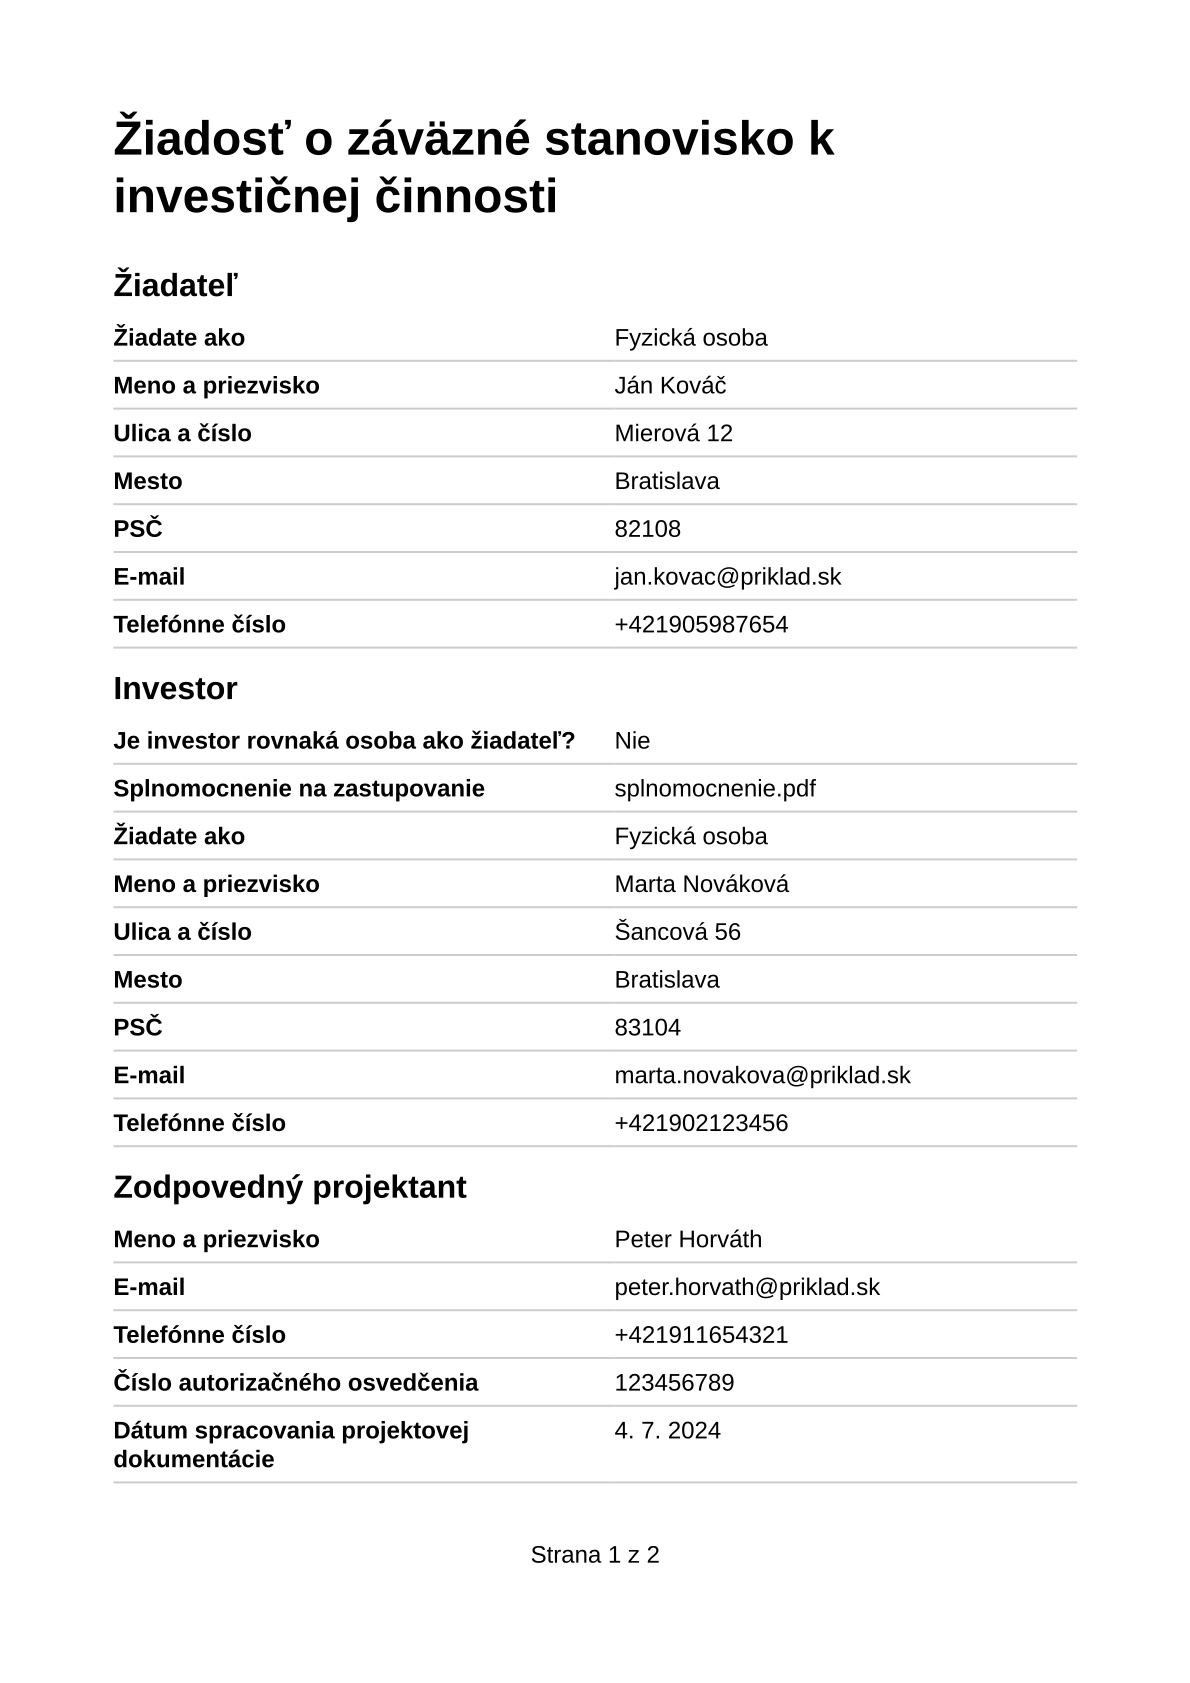 Žiadosť o záväzné stanovisko k
investičnej činnosti
Žiadateľ
Žiadate ako Fyzická osoba
Meno a priezvisko Ján Kováč
Ulica a číslo Mierová 12
Mesto Bratislava
PSČ 82108
E-mail jan.kovac@priklad.sk
Telefónne číslo +421905987654
Investor
Je investor rovnaká osoba ako žiadateľ? Nie
Splnomocnenie na zastupovanie splnomocnenie.pdf
Žiadate ako Fyzická osoba
Meno a priezvisko Marta Nováková
Ulica a číslo Šancová 56
Mesto Bratislava
PSČ 83104
E-mail marta.novakova@priklad.sk
Telefónne číslo +421902123456
Zodpovedný projektant
Meno a priezvisko Peter Horváth
E-mail peter.horvath@priklad.sk
Telefónne číslo +421911654321
Číslo autorizačného osvedčenia 123456789
Dátum spracovania projektovej 4. 7. 2024
dokumentácie
Strana 1 z 2